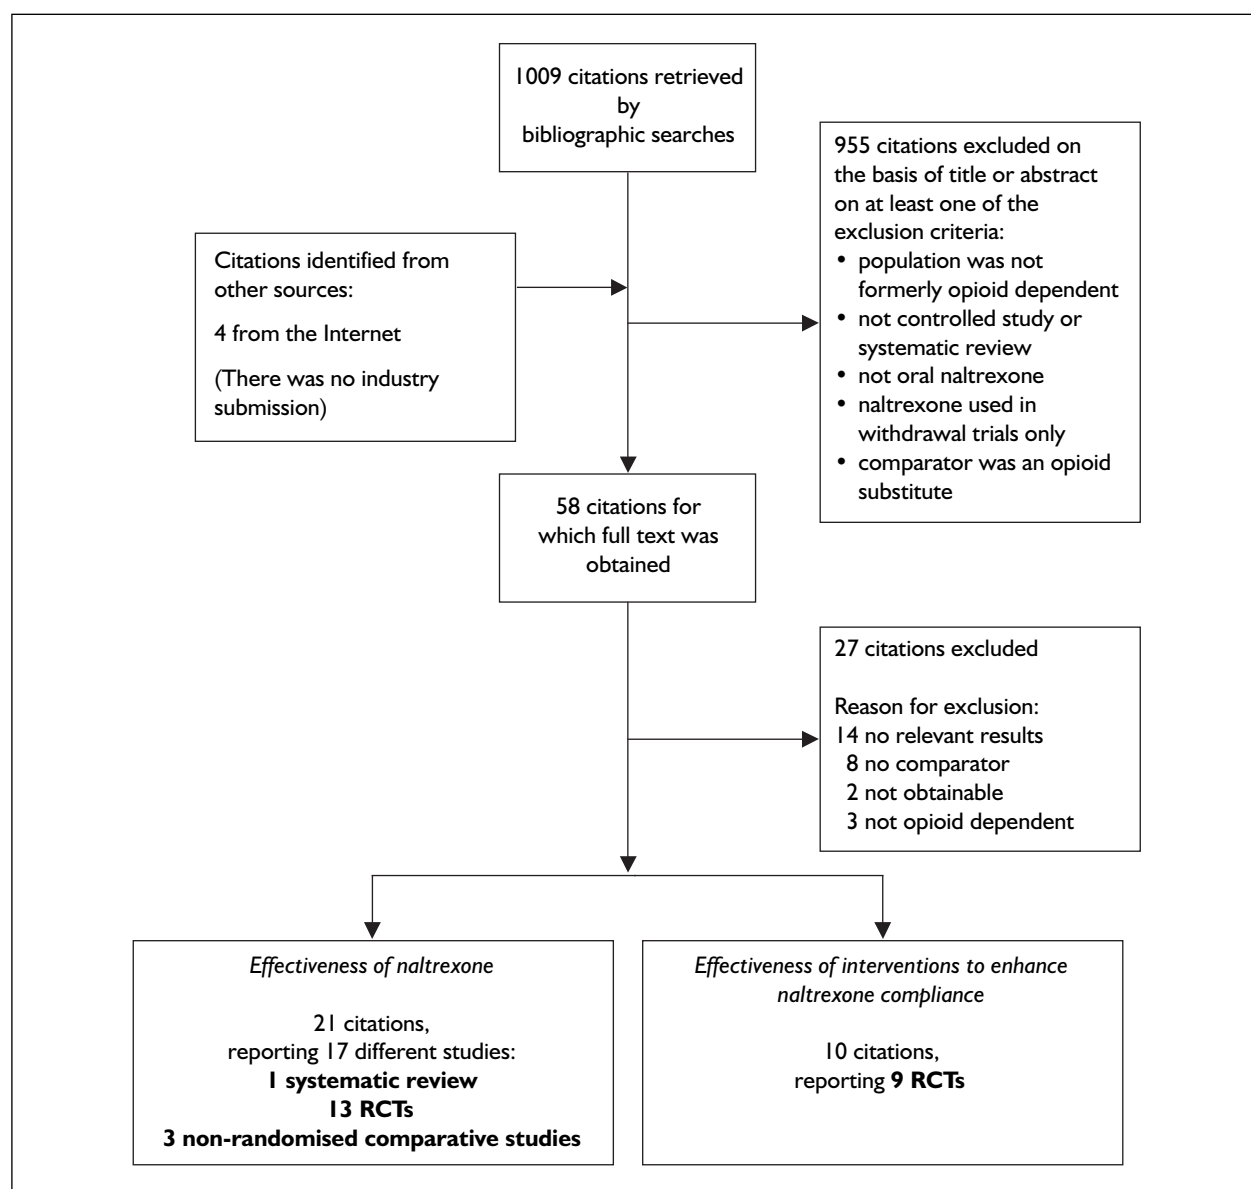 1009 citations retrieved
by
bibliographic searches
955 citations excluded on
the basis of title or abstract
on at least one of the
exclusion criteria:
• population was not
formerly opioid dependent
• not controlled study or
systematic review
• not oral naltrexone
• naltrexone used in
withdrawal trials only
• comparator was an opioid
substitute
Citations identified from
other sources:
4 from the Internet
(There was no industry
submission)
58 citations for
which full text was
obtained
27 citations excluded
Reason for exclusion:
14 no relevant results
8 no comparator
2 not obtainable
3 not opioid dependent
Effectiveness of naltrexone
21 citations,
reporting 17 different studies:
1 systematic review
13 RCTs
3 non-randomised comparative studies
Effectiveness of interventions to enhance
naltrexone compliance
10 citations,
reporting 9 RCTs